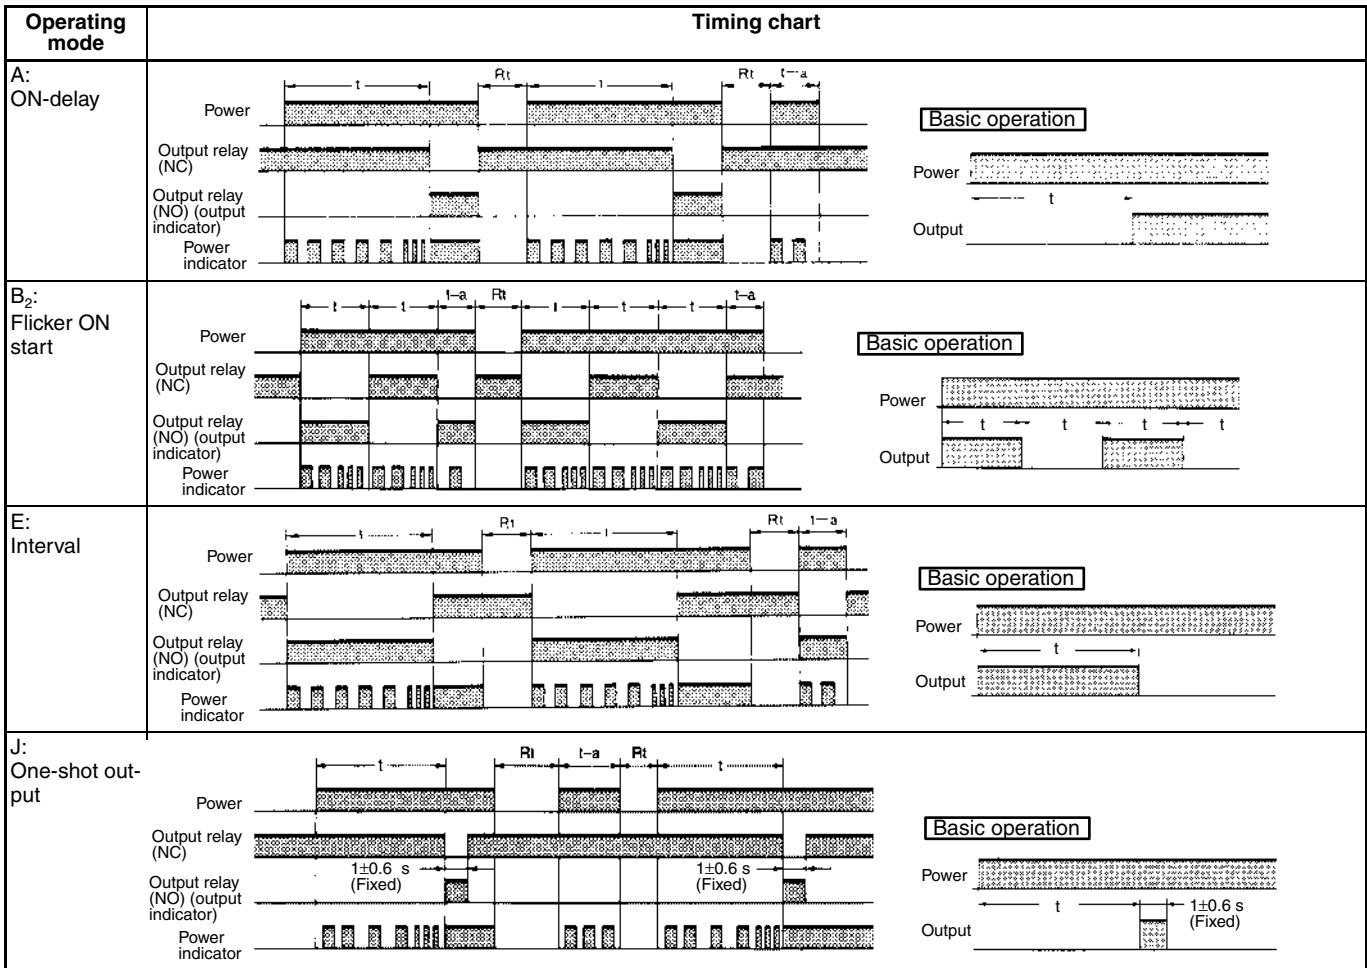 Operating mode
Timing chart
A:
ON-delay
t
Rt
Rt
t−a
Power
Output relay
(NC)
Output relay
(NO) (output
indicator)
Power
indicator
Basic operation
Power
t
Output
B2:
Flicker ON
start
t
t
t−a
Rt
t
t
t−a
Power
Output relay
(NC)
Output relay
(NO) (output
indicator)
Power
indicator
Basic operation
Power
t
t
t
t
Output
E:
Interval
Rt
Rt
t−a
Power
Output relay
(NC)
Output relay
(NO) (output
indicator)
Power
indicator
Basic operation
Power
t
Output
J:
One-shot out-
put
t
Rt
t−a
Rt
t
Power
Output relay
(NC)
1±0.6 s
(Fixed)
1±0.6 s
(Fixed)
Output relay
(NO) (output
indicator)
Power
indicator
Basic operation
Power
t
1±0.6 s
(Fixed)
Output